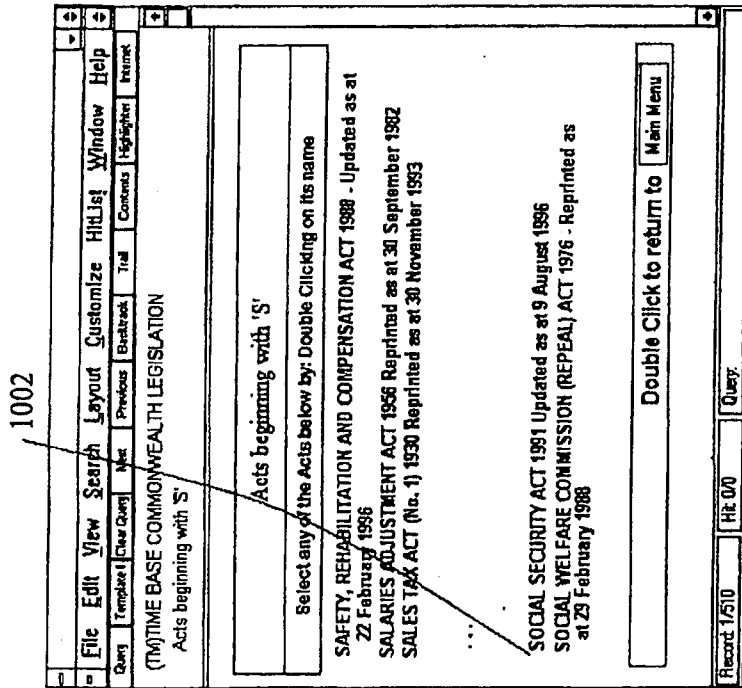 1002
File Edit View Search Layout Customize HitList Window Help
Query Template I Clear Query Next Previous Backtrack Trail Contents Highlighter Internet
(TM)TIME BASE COMMONWEALTH LEGISLATION
Acts beginning with 'S'
Acts beginning with 'S'
Select any of the Acts below by: Double Clicking on its name
SAFETY, REHABILITATION AND COMPENSATION ACT 1988 - Updated as at
22 February 1996
SALARIES ADJUSTMENT ACT 1956 Reprinted as at 30 September 1982
SALES TAX ACT (No. 1) 1930 Reprinted as at 30 November 1993
. . . .
SOCIAL SECURITY ACT 1991 Updated as at 9 August 1996
SOCIAL WELFARE COMMISSION (REPEAL) ACT 1976 - Reprinted as
at 29 February 1988
Double Click to return to Main Menu
Record: 1/510 Hit: 0/0 Query: